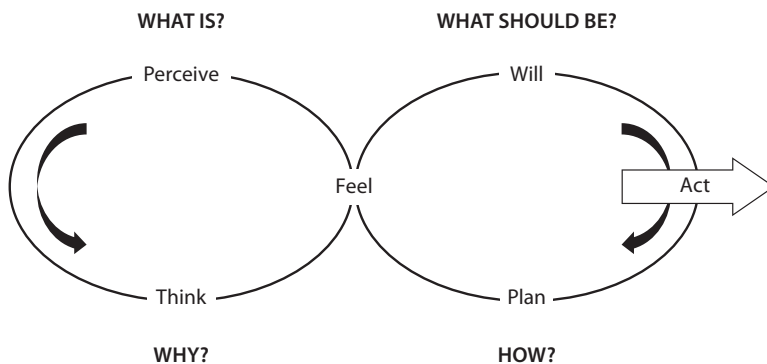 WHAT IS?
WHAT SHOULD BE?
Perceive
Will
Feel
Act
Think
Plan
WHY?
HOW?